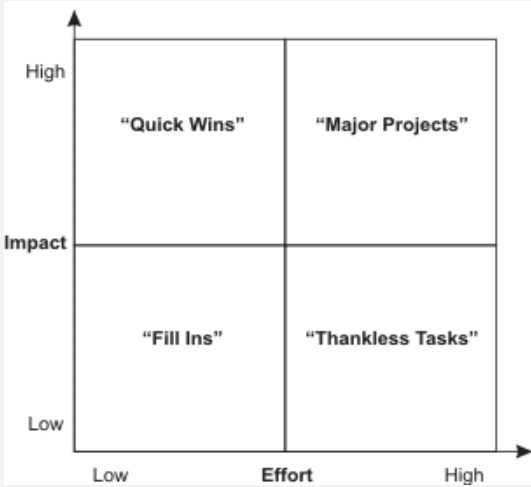 High
“Quick Wins”
“Major Projects”
Impact
“Fill Ins”
“Thankless Tasks”
Low
Low
Effort
High